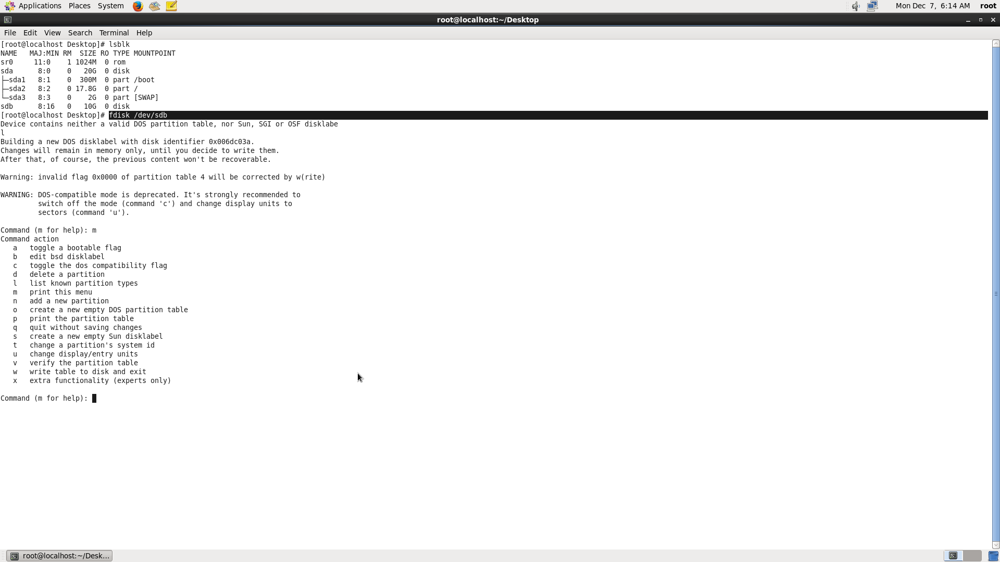 Applications Places System Mon Dec 7, 6:14 AM root
root@localhost:~/Desktop
File Edit View Search Terminal Help
[root@localhost Desktop]# lsblk
NAME   MAJ:MIN RM  SIZE RO TYPE MOUNTPOINT
sr0     11:0    1 1024M  0 rom
sda      8:0    0   20G  0 disk
├─sda1   8:1    0  300M  0 part /boot
├─sda2   8:2    0 17.8G  0 part /
└─sda3   8:3    0    2G  0 part [SWAP]
sdb      8:16   0   10G  0 disk
[root@localhost Desktop]# fdisk /dev/sdb
Device contains neither a valid DOS partition table, nor Sun, SGI or OSF disklabe
l
Building a new DOS disklabel with disk identifier 0x006dc03a.
Changes will remain in memory only, until you decide to write them.
After that, of course, the previous content won't be recoverable.
Warning: invalid flag 0x0000 of partition table 4 will be corrected by w(rite)
WARNING: DOS-compatible mode is deprecated. It's strongly recommended to
         switch off the mode (command 'c') and change display units to
         sectors (command 'u').
Command (m for help): m
Command action
   a   toggle a bootable flag
   b   edit bsd disklabel
   c   toggle the dos compatibility flag
   d   delete a partition
   l   list known partition types
   m   print this menu
   n   add a new partition
   o   create a new empty DOS partition table
   p   print the partition table
   q   quit without saving changes
   s   create a new empty Sun disklabel
   t   change a partition's system id
   u   change display/entry units
   v   verify the partition table
   w   write table to disk and exit
   x   extra functionality (experts only)
Command (m for help):
root@localhost:~/Desk...